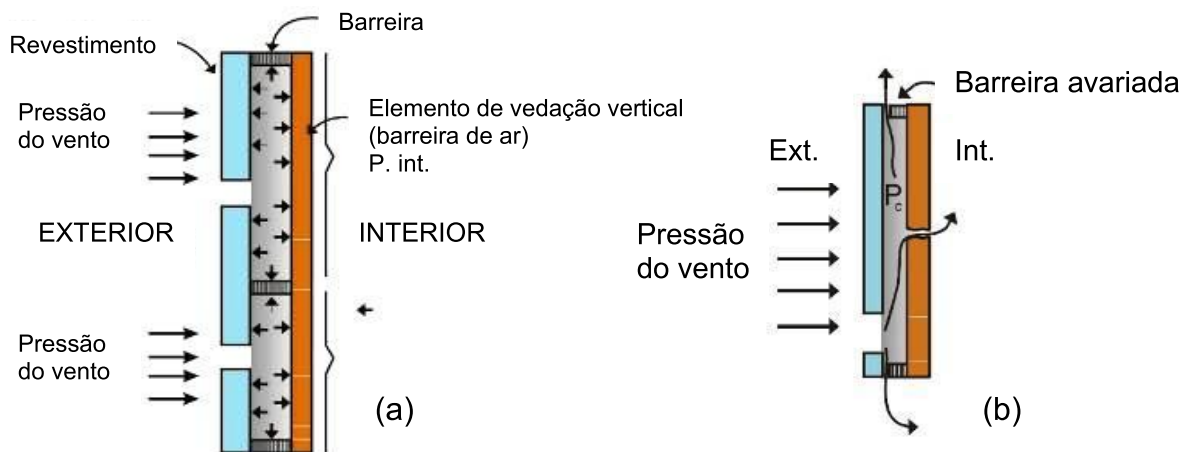 Revestimento
Barreira
Pressão
do vento
Elemento de vedação vertical
(barreira de ar)
P. int.
EXTERIOR
INTERIOR
Pressão
do vento
(a)
Barreira avariada
Ext.
Int.
Pc
Pressão
do vento
(b)